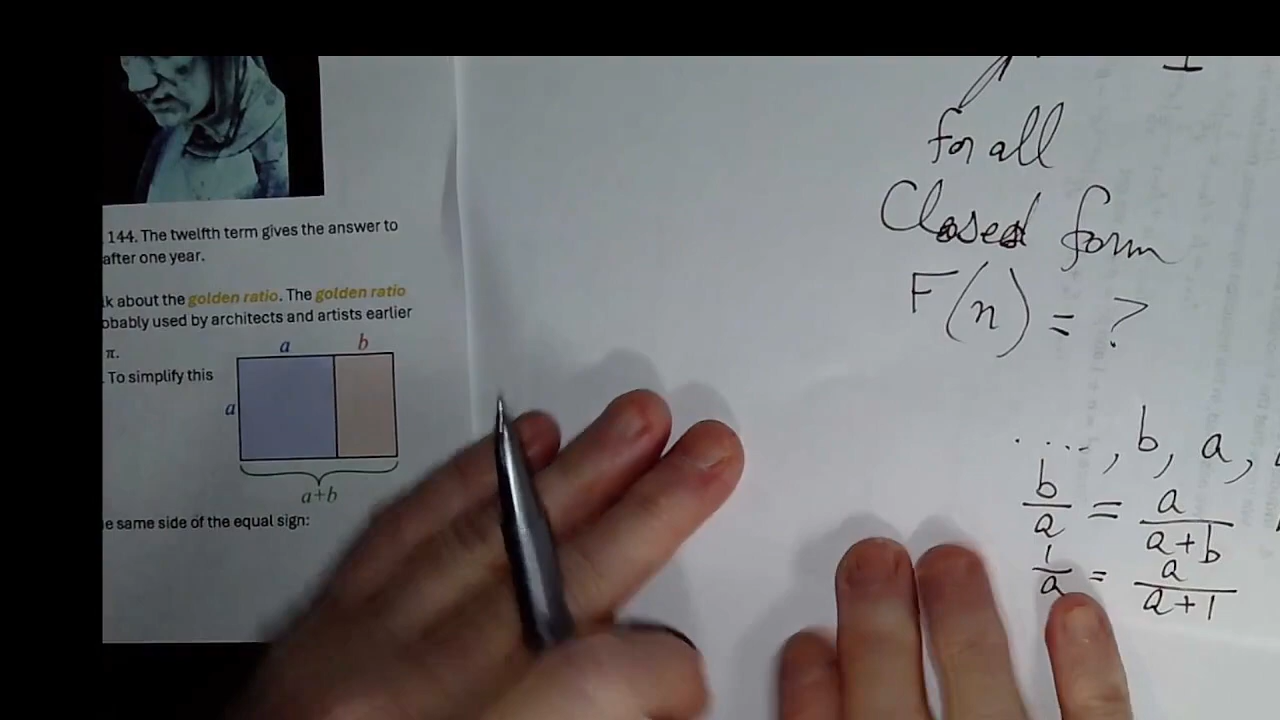 144. The twelfth term gives the answer to
after one year.
k about the golden ratio. The golden ratio
obably used by architects and artists earlier
π.
To simplify this
a b
a
a+b
e same side of the equal sign:
for all
Closed form
F(n) = ?
...., b, a,
b/a = a/(a+b)
1/a = a/(a+1)